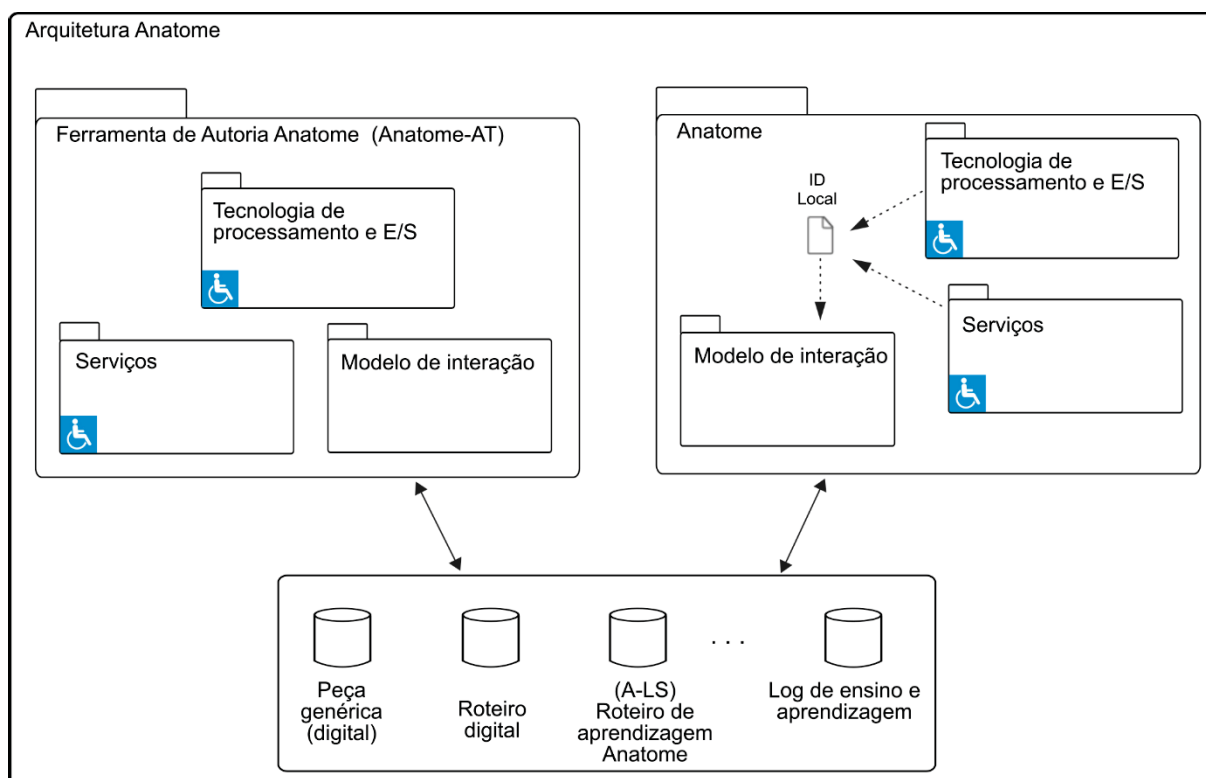 Arquitetura Anatome
Ferramenta de Autoria Anatome (Anatome-AT)
Tecnologia de
processamento e E/S
Serviços
Modelo de interação
Anatome
ID
Local
Tecnologia de
processamento e E/S
Serviços
Modelo de interação
Peça
genérica
(digital)
Roteiro
digital
(A-LS)
Roteiro de
aprendizagem
Anatome
. . .
Log de ensino e
aprendizagem